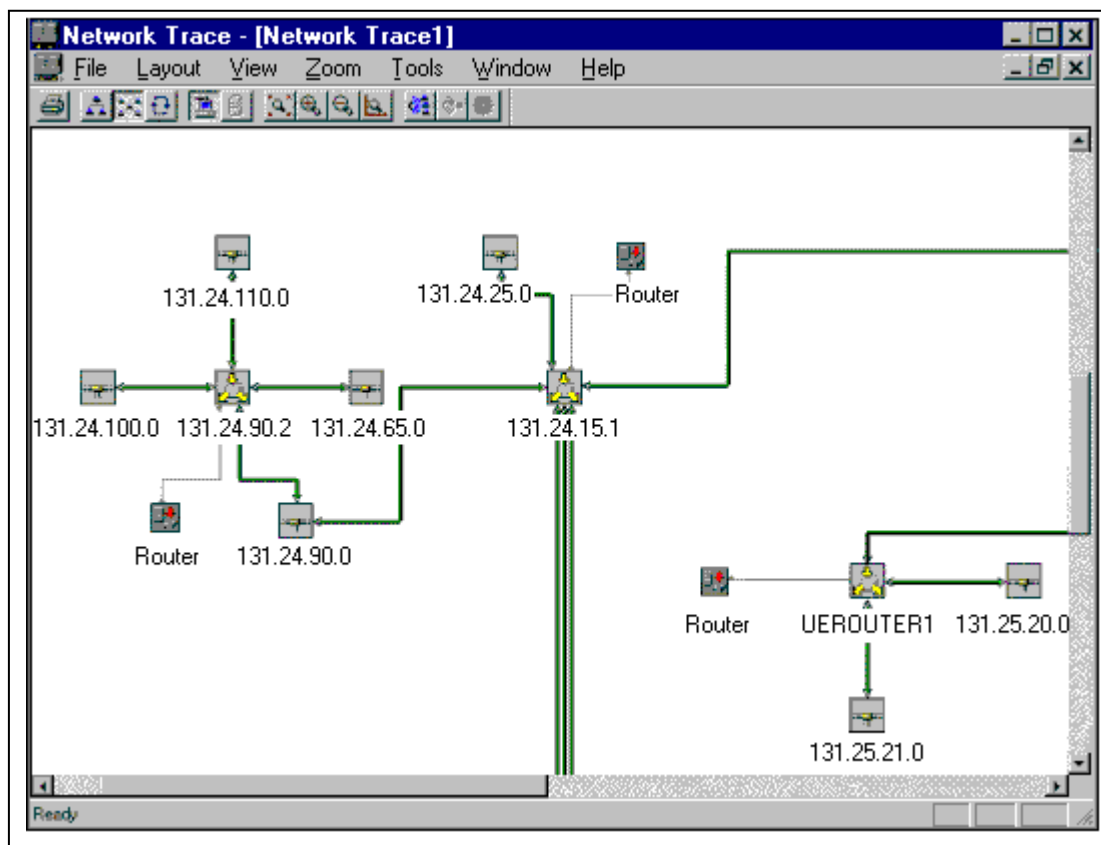 Network Trace - [Network Trace1]
File Layout View Zoom Tools Window Help
131.24.110.0
131.24.25.0
Router
131.24.100.0
131.24.90.2
131.24.65.0
131.24.15.1
Router
131.24.90.0
Router
UEROUTER1
131.25.20.0
131.25.21.0
Ready